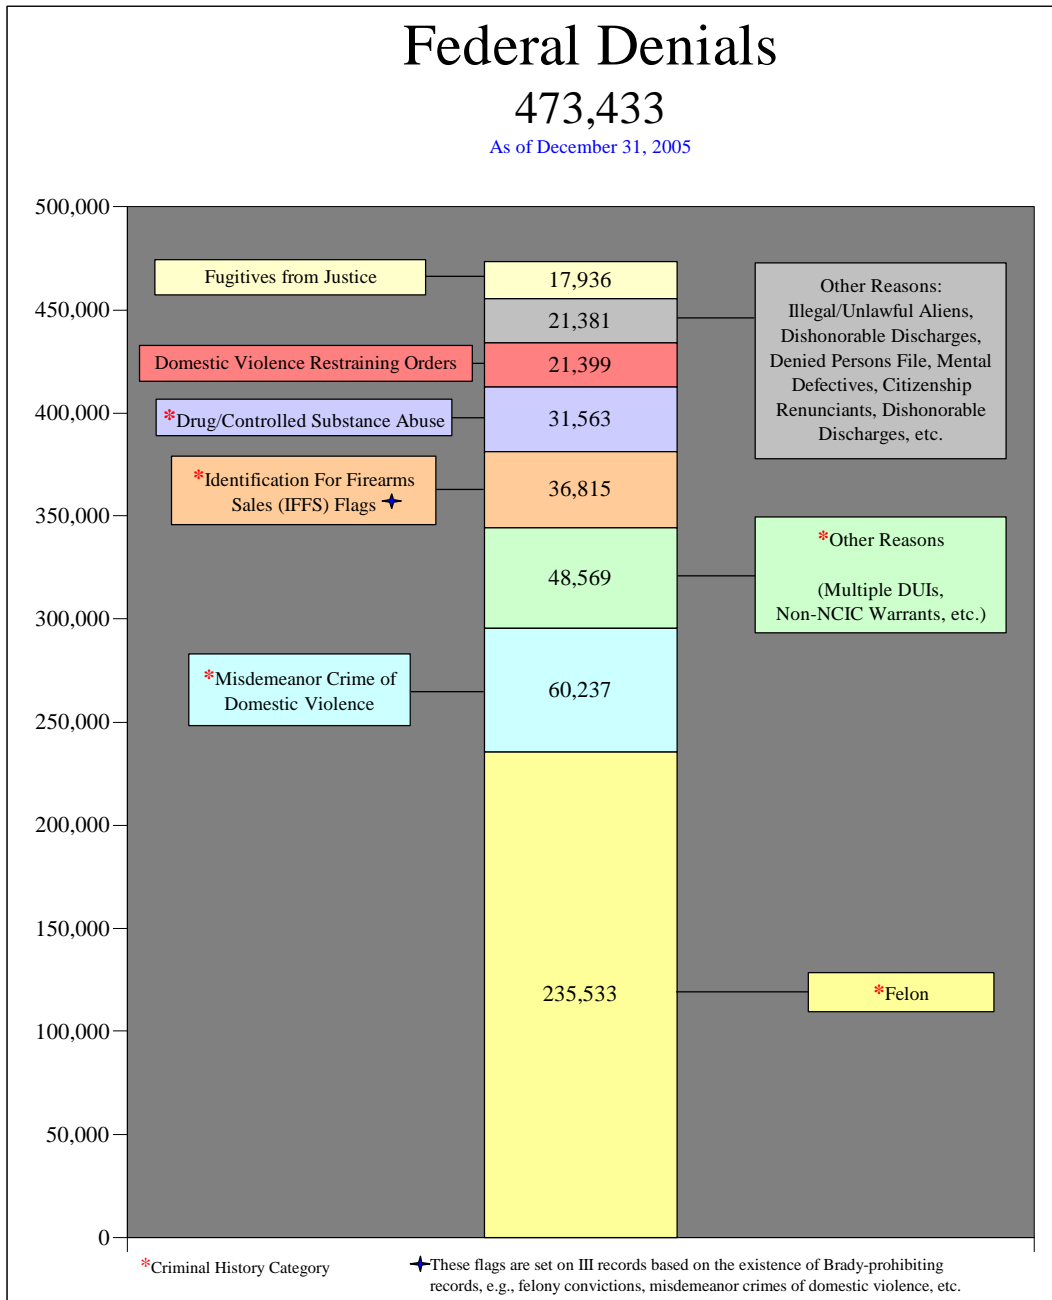 Federal Denials
473,433
As of December 31, 2005
500,000
450,000
400,000
350,000
300,000
250,000
200,000
150,000
100,000
50,000
0
Fugitives from Justice
17,936
21,381
Other Reasons:
Illegal/Unlawful Aliens,
Dishonorable Discharges,
Denied Persons File, Mental
Defectives, Citizenship
Renunciants, Dishonorable
Discharges, etc.
Domestic Violence Restraining Orders
21,399
*Drug/Controlled Substance Abuse
31,563
*Identification For Firearms
Sales (IFFS) Flags ✦
36,815
48,569
*Other Reasons
(Multiple DUIs,
Non-NCIC Warrants, etc.)
*Misdemeanor Crime of
Domestic Violence
60,237
235,533
*Felon
*Criminal History Category
✦These flags are set on III records based on the existence of Brady-prohibiting
records, e.g., felony convictions, misdemeanor crimes of domestic violence, etc.